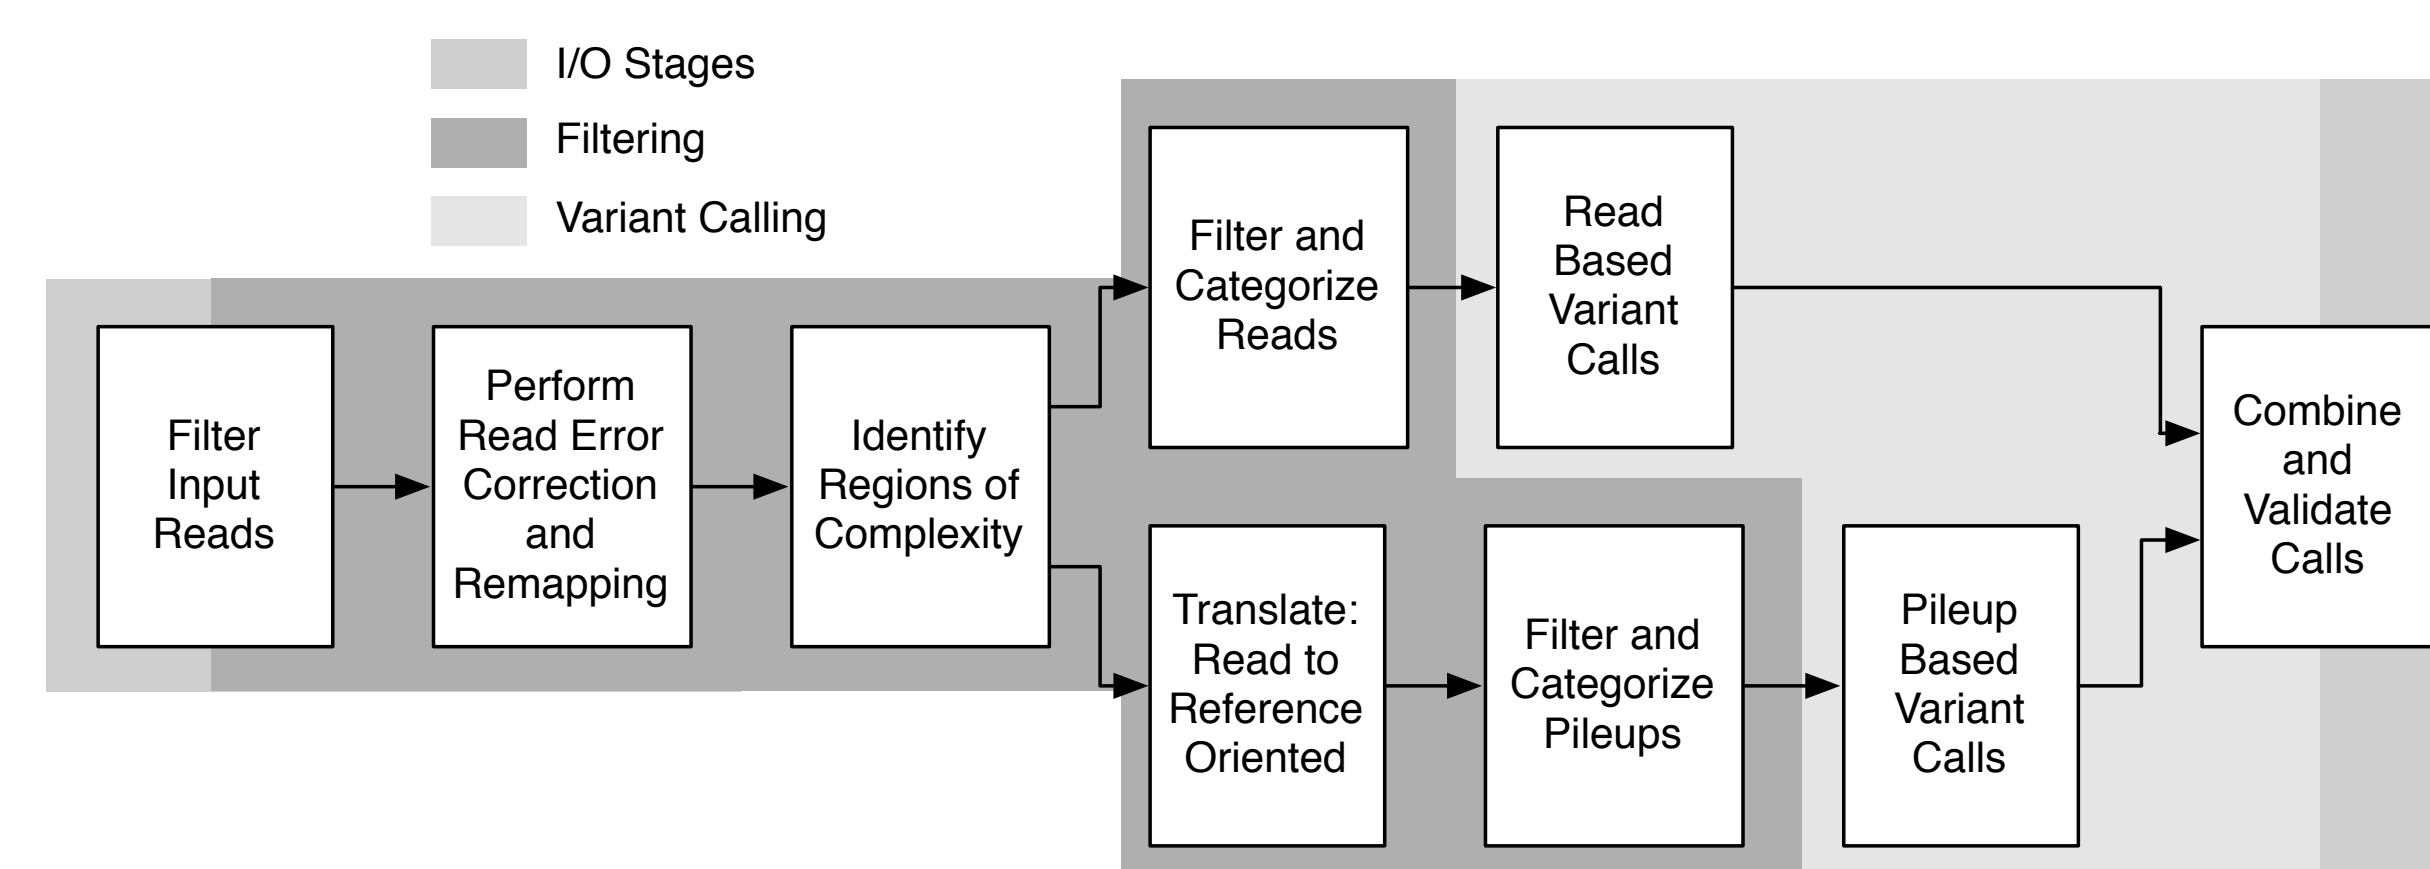 I/O Stages
Filtering
Variant Calling
Filter
Input
Reads
Perform
Read Error
Correction
and
Remapping
Identify
Regions of
Complexity
Filter and
Categorize
Reads
Read
Based
Variant
Calls
Translate:
Read to
Reference
Oriented
Filter and
Categorize
Pileups
Pileup
Based
Variant
Calls
Combine
and
Validate
Calls